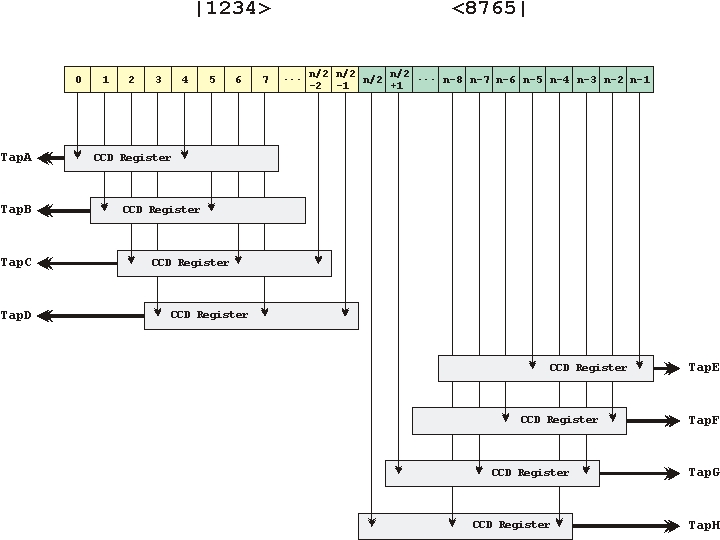 |1234> <8765|
0 1 2 3 4 5 6 7 ... n/2-2 n/2-1 n/2 n/2+1 ... n-8 n-7 n-6 n-5 n-4 n-3 n-2 n-1
TapA CCD Register
TapB CCD Register
TapC CCD Register
TapD CCD Register
CCD Register TapE
CCD Register TapF
CCD Register TapG
CCD Register TapH